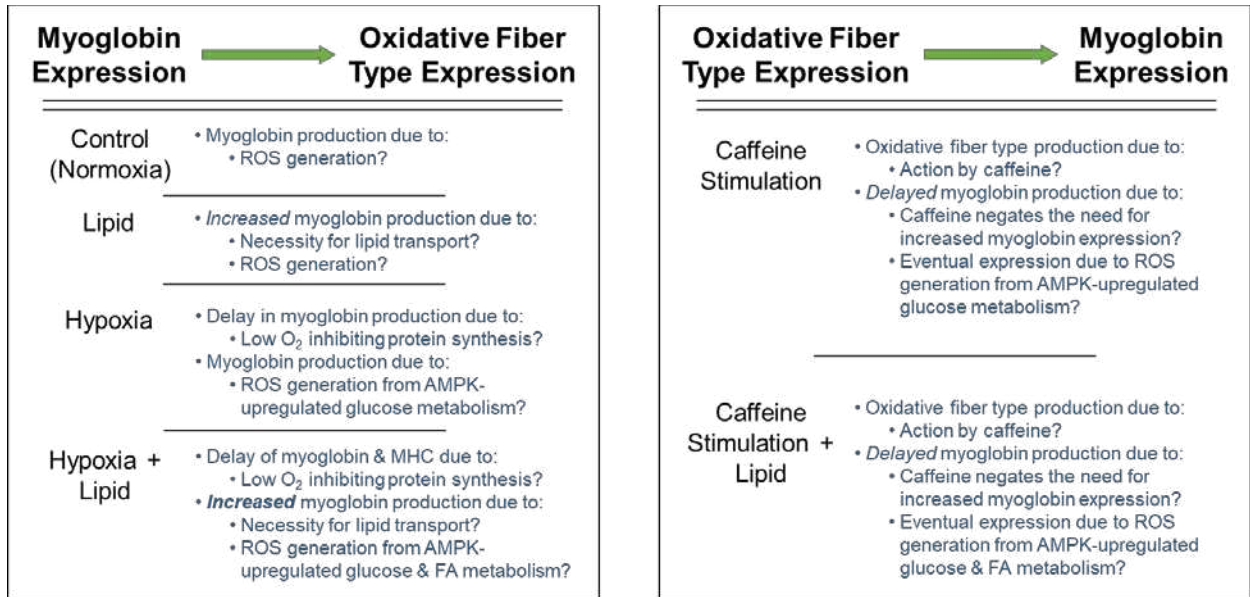 Myoglobin
Expression
Oxidative Fiber
Type Expression
Control
(Normoxia)
• Myoglobin production due to:
• ROS generation?
Lipid
• Increased myoglobin production due to:
• Necessity for lipid transport?
• ROS generation?
Hypoxia
• Delay in myoglobin production due to:
• Low O₂ inhibiting protein synthesis?
• Myoglobin production due to:
• ROS generation from AMPK-
upregulated glucose metabolism?
Hypoxia +
Lipid
• Delay of myoglobin & MHC due to:
• Low O₂ inhibiting protein synthesis?
• Increased myoglobin production due to:
• Necessity for lipid transport?
• ROS generation from AMPK-
upregulated glucose & FA metabolism?
Oxidative Fiber
Type Expression
Myoglobin
Expression
Caffeine
Stimulation
• Oxidative fiber type production due to:
• Action by caffeine?
• Delayed myoglobin production due to:
• Caffeine negates the need for
increased myoglobin expression?
• Eventual expression due to ROS
generation from AMPK-upregulated
glucose metabolism?
Caffeine
Stimulation +
Lipid
• Oxidative fiber type production due to:
• Action by caffeine?
• Delayed myoglobin production due to:
• Caffeine negates the need for
increased myoglobin expression?
• Eventual expression due to ROS
generation from AMPK-upregulated
glucose & FA metabolism?